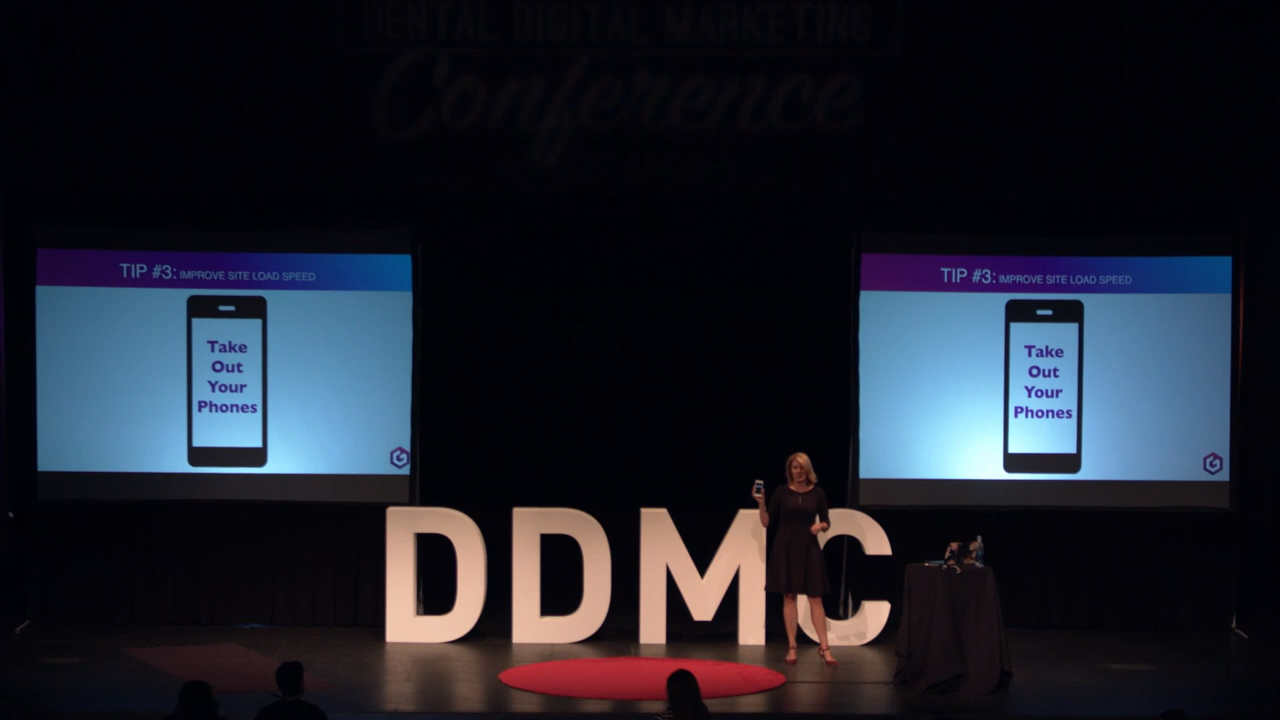 DENTAL DIGITAL MARKETING
Conference
TIP #3: IMPROVE SITE LOAD SPEED
Take
Out
Your
Phones
TIP #3: IMPROVE SITE LOAD SPEED
Take
Out
Your
Phones
DDMC